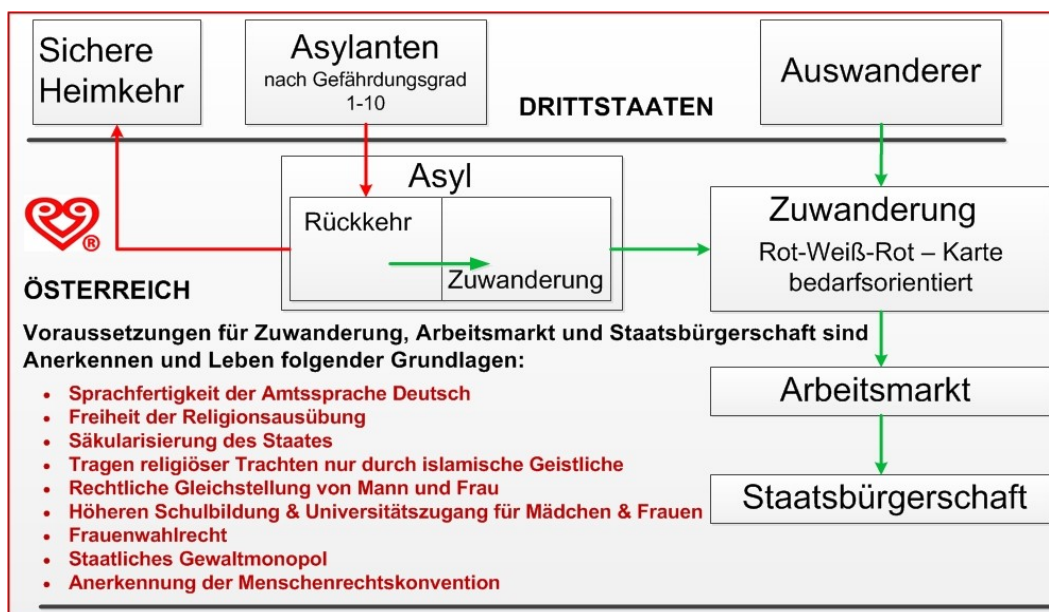 Sichere
Heimkehr
Asylanten
nach Gefährdungsgrad
1-10
DRITTSTAATEN
Auswanderer
Asyl
Rückkehr
Zuwanderung
Zuwanderung
Rot-Weiß-Rot – Karte
bedarfsorientiert
®
ÖSTERREICH
Voraussetzungen für Zuwanderung, Arbeitsmarkt und Staatsbürgerschaft sind
Anerkennen und Leben folgender Grundlagen:
• Sprachfertigkeit der Amtssprache Deutsch
• Freiheit der Religionsausübung
• Säkularisierung des Staates
• Tragen religiöser Trachten nur durch islamische Geistliche
• Rechtliche Gleichstellung von Mann und Frau
• Höheren Schulbildung & Universitätszugang für Mädchen & Frauen
• Frauenwahlrecht
• Staatliches Gewaltmonopol
• Anerkennung der Menschenrechtskonvention
Arbeitsmarkt
Staatsbürgerschaft